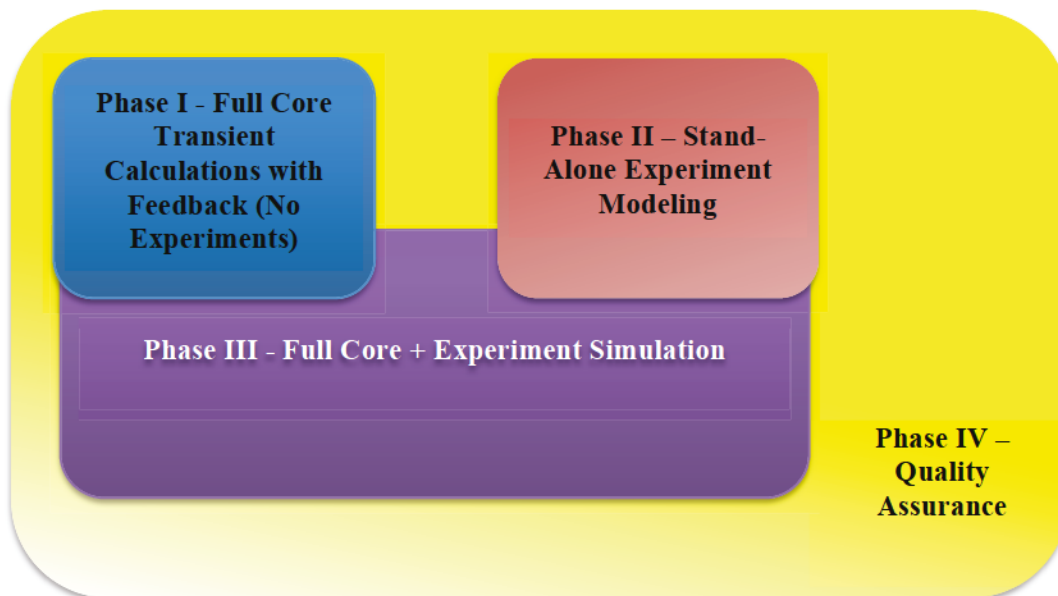 Phase I - Full Core
Transient
Calculations with
Feedback (No
Experiments)
Phase II – Stand-
Alone Experiment
Modeling
Phase III - Full Core + Experiment Simulation
Phase IV –
Quality
Assurance